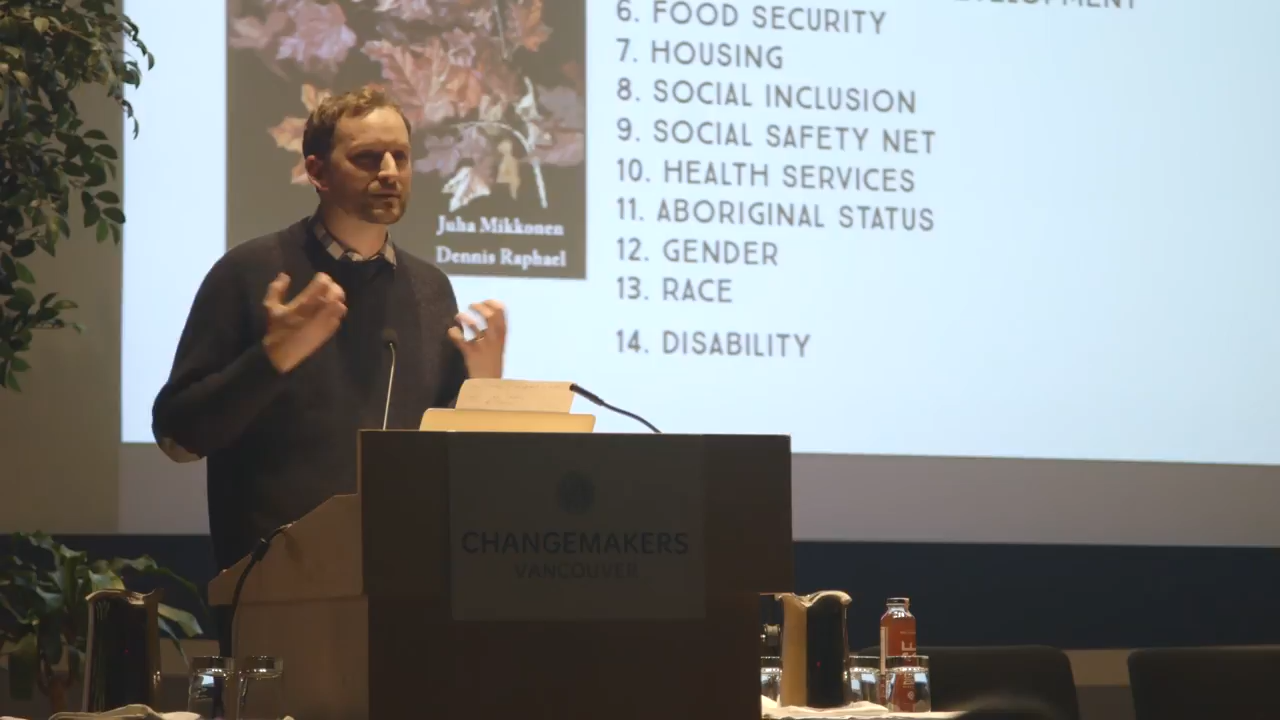 6. FOOD SECURITY
7. HOUSING
8. SOCIAL INCLUSION
9. SOCIAL SAFETY NET
10. HEALTH SERVICES
11. ABORIGINAL STATUS
12. GENDER
13. RACE
14. DISABILITY
Juha Mikkonen
Dennis Raphael
CHANGEMAKERS
VANCOUVER